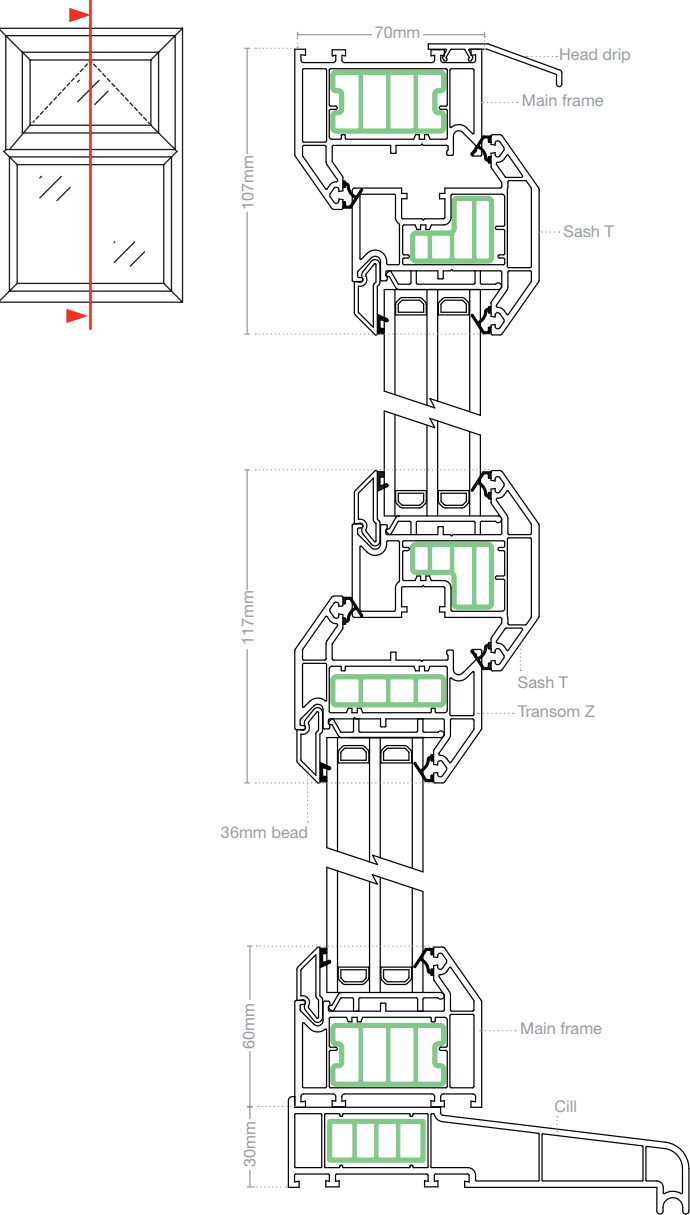 70mm
Head drip
Main frame
107mm
Sash T
117mm
Sash T
Transom Z
36mm bead
60mm
Main frame
Cill
30mm